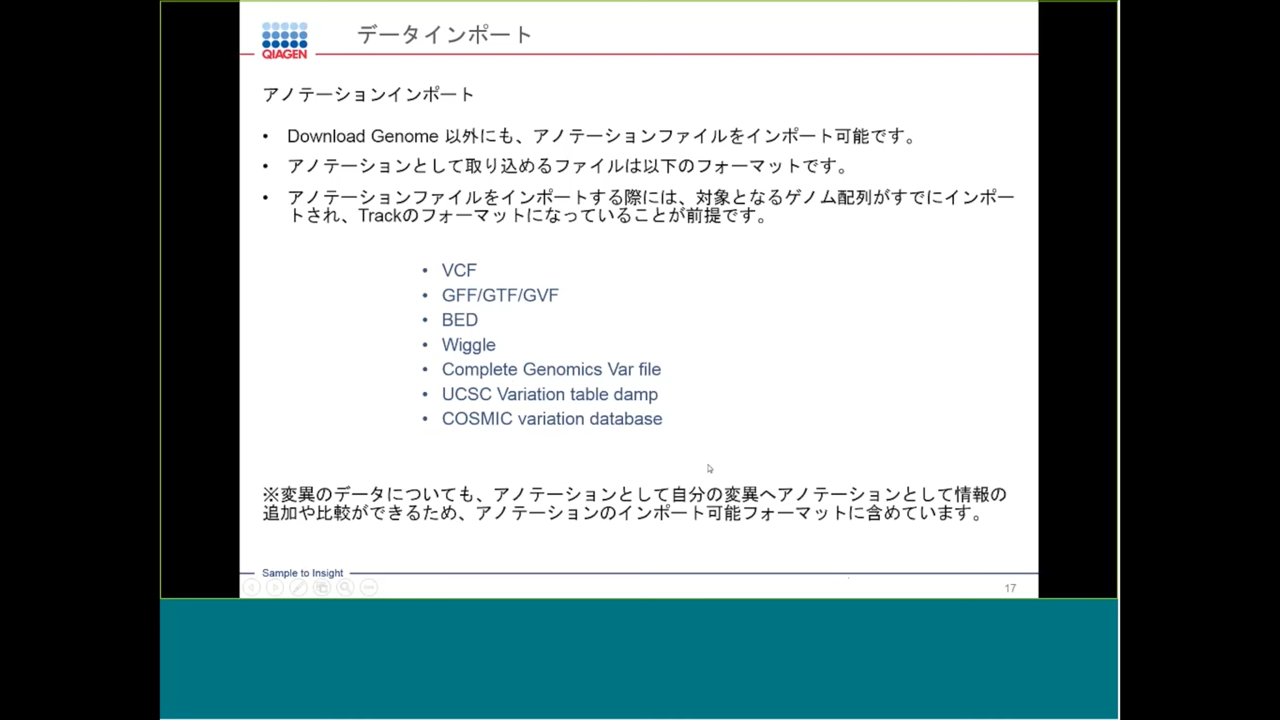 QIAGEN
データインポート
アノテーションインポート
• Download Genome 以外にも、アノテーションファイルをインポート可能です。
• アノテーションとして取り込めるファイルは以下のフォーマットです。
• アノテーションファイルをインポートする際には、対象となるゲノム配列がすでにインポー
トされ、Trackのフォーマットになっていることが前提です。
• VCF
• GFF/GTF/GVF
• BED
• Wiggle
• Complete Genomics Var file
• UCSC Variation table damp
• COSMIC variation database
※変異のデータについても、アノテーションとして自分の変異へアノテーションとして情報の
追加や比較ができるため、アノテーションのインポート可能フォーマットに含めています。
Sample to Insight
17